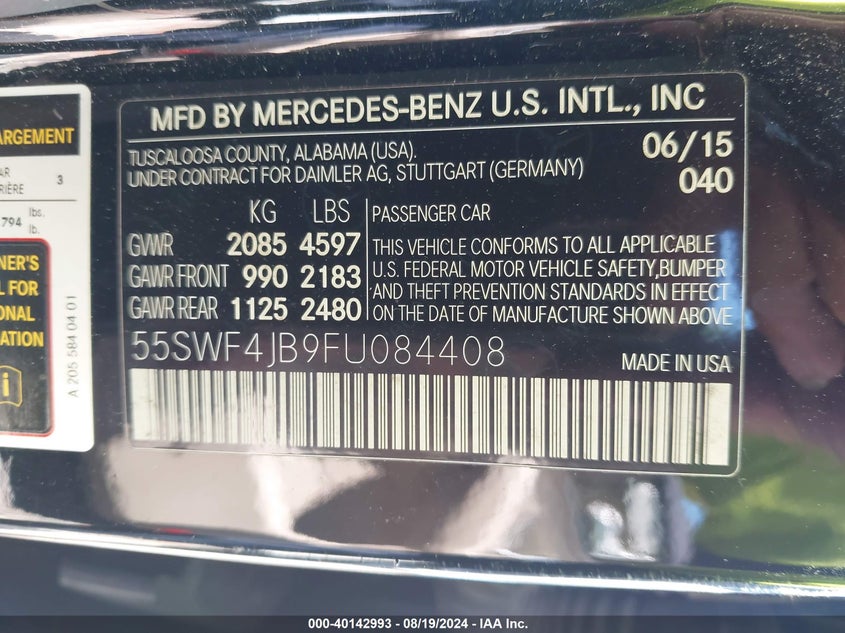 ARGEMENT
3
IÈRE
794 lbs.
lb.
NER'S
L FOR
ONAL
ATION
A 205 584 04 01
MFD BY MERCEDES-BENZ U.S. INTL., INC
TUSCALOOSA COUNTY, ALABAMA (USA). 06/15
UNDER CONTRACT FOR DAIMLER AG, STUTTGART (GERMANY) 040
KG LBS PASSENGER CAR
GVWR 2085 4597
GAWR FRONT 990 2183
GAWR REAR 1125 2480
THIS VEHICLE CONFORMS TO ALL APPLICABLE
U.S. FEDERAL MOTOR VEHICLE SAFETY,BUMPER
AND THEFT PREVENTION STANDARDS IN EFFECT
ON THE DATE OF MANUFACTURE SHOWN ABOVE
55SWF4JB9FU084408
MADE IN USA
000-40142993 - 08/19/2024 - IAA Inc.